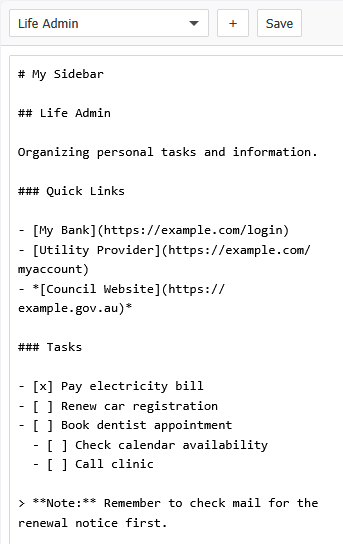 Life Admin + Save
# My Sidebar
## Life Admin
Organizing personal tasks and information.
### Quick Links
- [My Bank](https://example.com/login)
- [Utility Provider](https://example.com/
myaccount)
- *[Council Website](https://
example.gov.au)*
### Tasks
- [x] Pay electricity bill
- [ ] Renew car registration
- [ ] Book dentist appointment
  - [ ] Check calendar availability
  - [ ] Call clinic
> **Note:** Remember to check mail for the
renewal notice first.